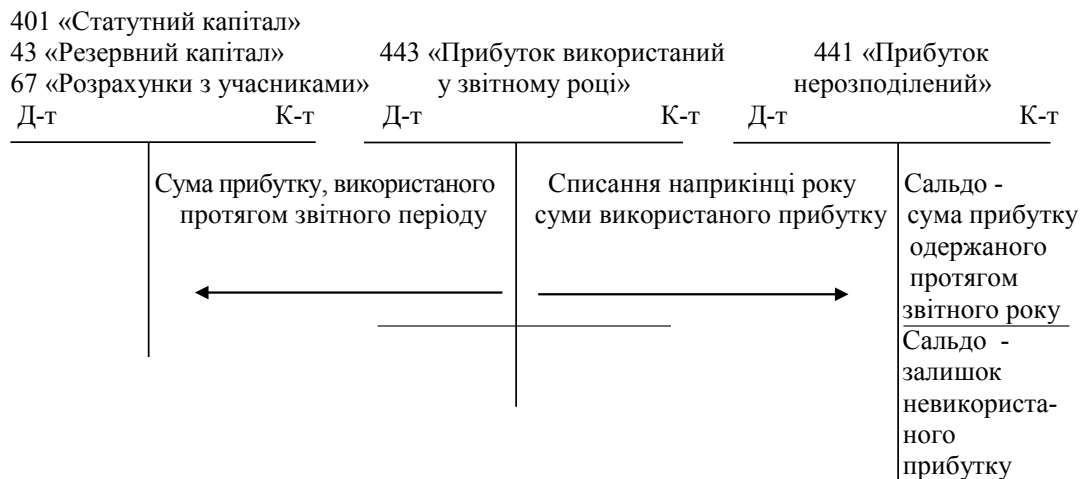 401 «Статутний капітал»
43 «Резервний капітал»
67 «Розрахунки з учасниками»
Д-т К-т
443 «Прибуток використаний
у звітному році»
Д-т К-т
441 «Прибуток
нерозподілений»
Д-т К-т
Сума прибутку, використаного
протягом звітного періоду
Списання наприкінці року
суми використаного прибутку
Сальдо -
сума прибутку
одержаного
протягом
звітного року
Сальдо -
залишок
невикориста-
ного
прибутку